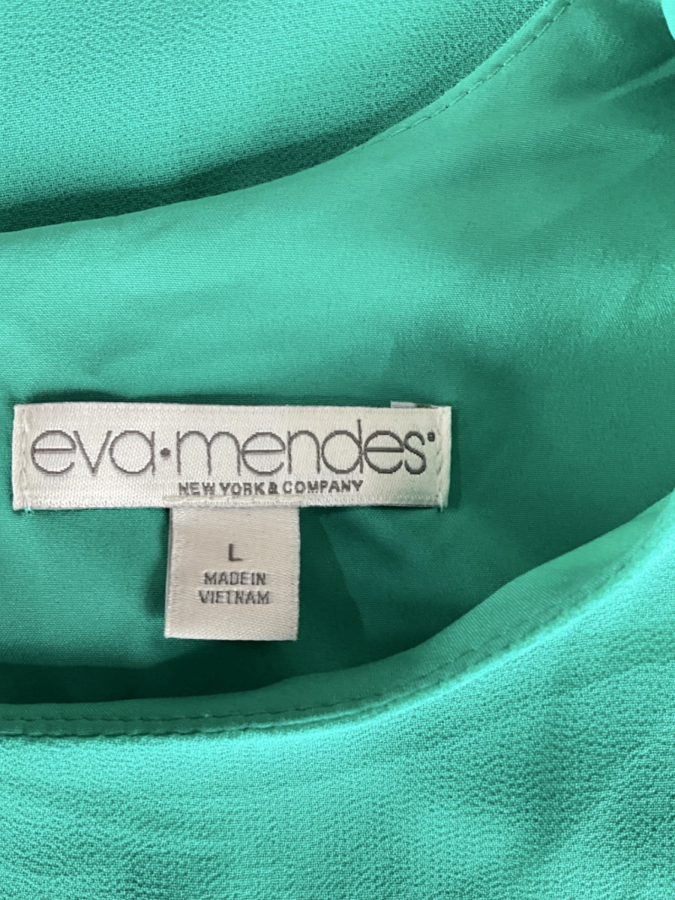 eva·mendes®
NEW YORK & COMPANY
L
MADE IN
VIETNAM